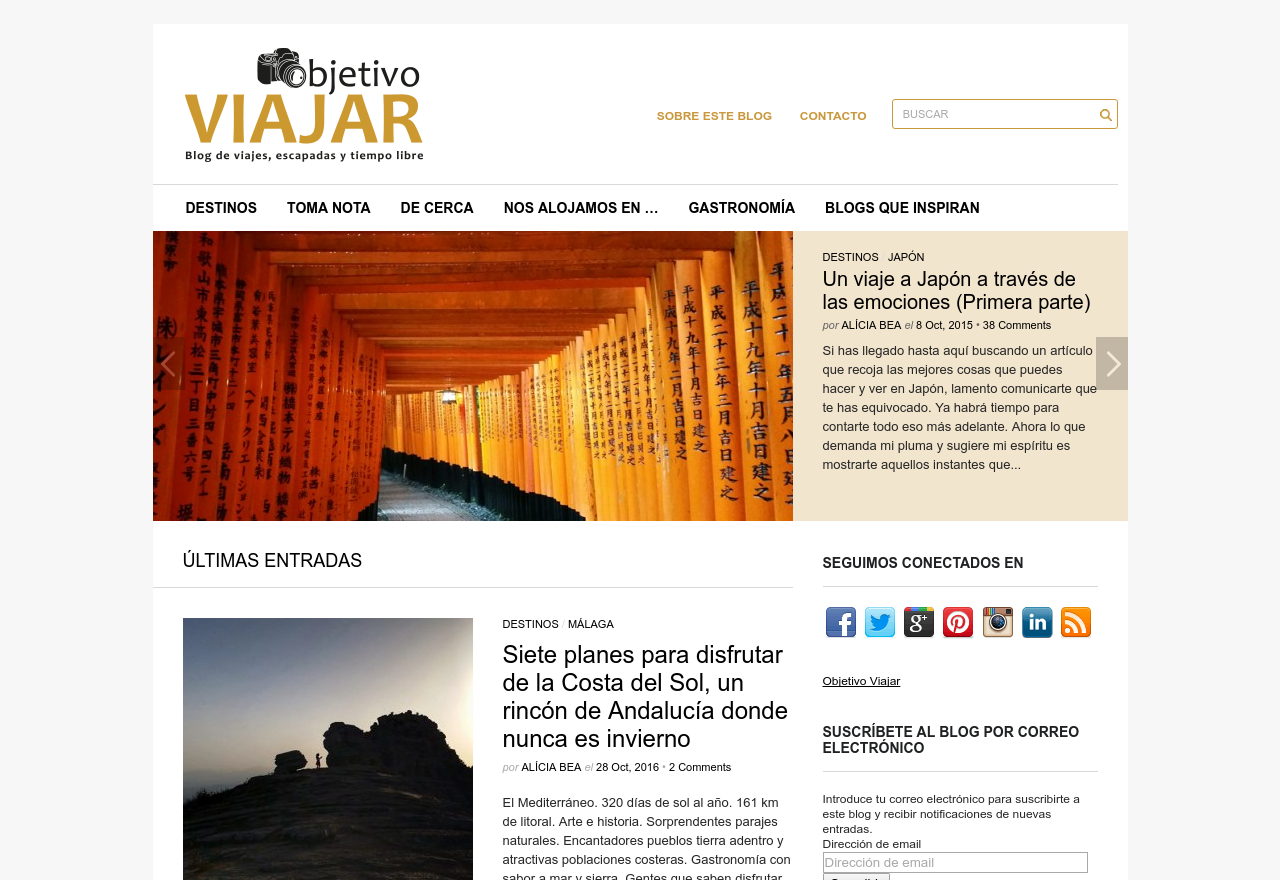 bjetivo
VIAJAR
Blog de viajes, escapadas y tiempo libre
SOBRE ESTE BLOG
CONTACTO
BUSCAR
DESTINOS
TOMA NOTA
DE CERCA
NOS ALOJAMOS EN …
GASTRONOMÍA
BLOGS QUE INSPIRAN
DESTINOS JAPÓN
Un viaje a Japón a través de
las emociones (Primera parte)
por ALÍCIA BEA el 8 Oct, 2015 • 38 Comments
Si has llegado hasta aquí buscando un artículo
que recoja las mejores cosas que puedes
hacer y ver en Japón, lamento comunicarte que
te has equivocado. Ya habrá tiempo para
contarte todo eso más adelante. Ahora lo que
demanda mi pluma y sugiere mi espíritu es
mostrarte aquellos instantes que...
ÚLTIMAS ENTRADAS
DESTINOS / MÁLAGA
Siete planes para disfrutar
de la Costa del Sol, un
rincón de Andalucía donde
nunca es invierno
por ALÍCIA BEA el 28 Oct, 2016 • 2 Comments
El Mediterráneo. 320 días de sol al año. 161 km
de litoral. Arte e historia. Sorprendentes parajes
naturales. Encantadores pueblos tierra adentro y
atractivas poblaciones costeras. Gastronomía con
sabor a mar y sierra. Gentes que saben disfrutar
SEGUIMOS CONECTADOS EN
Objetivo Viajar
SUSCRÍBETE AL BLOG POR CORREO
ELECTRÓNICO
Introduce tu correo electrónico para suscribirte a
este blog y recibir notificaciones de nuevas
entradas.
Dirección de email
Dirección de email